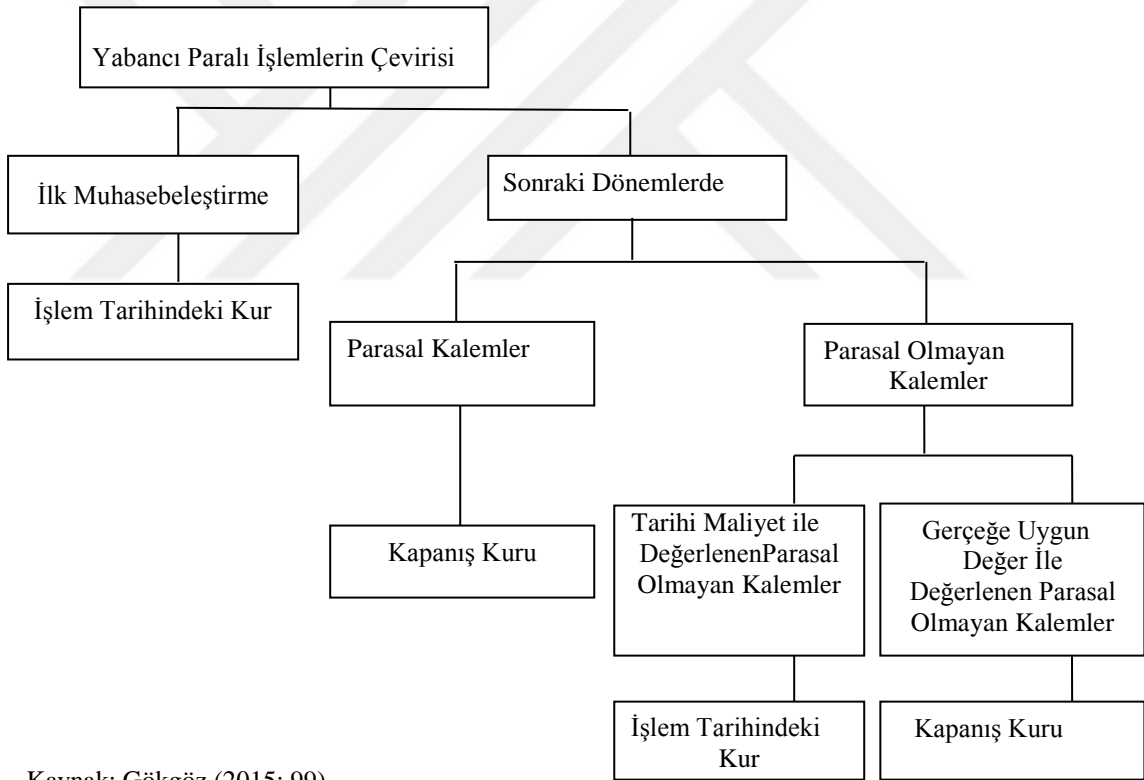 Yabancı Paralı İşlemlerin Çevirisi
İlk Muhasebeleştirme
Sonraki Dönemlerde
İşlem Tarihindeki Kur
Parasal Kalemler
Parasal Olmayan
Kalemler
Kapanış Kuru
Tarihi Maliyet ile
DeğerlenenParasal
Olmayan Kalemler
Gerçeğe Uygun
Değer İle
Değerlenen Parasal
Olmayan Kalemler
İşlem Tarihindeki
Kur
Kapanış Kuru
Kaynak: Gökgöz (2015: 99)